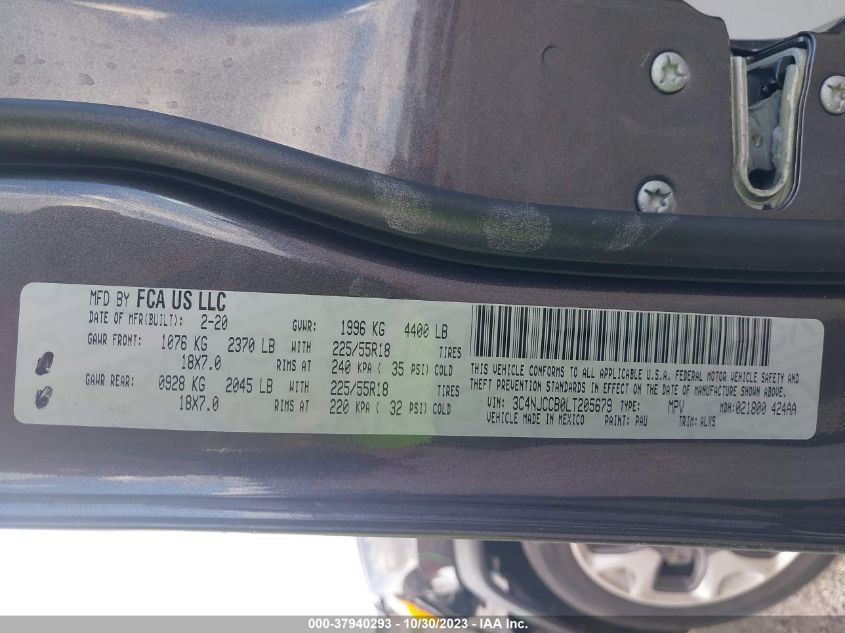 MFD BY FCA US LLC
DATE OF MFR(BUILT): 2-20 GVWR: 1996 KG 4400 LB
GAWR FRONT: 1076 KG 2370 LB WITH 225/55R18 TIRES
18X7.0 RIMS AT 240 KPA ( 35 PSI) COLD
GAWR REAR: 0928 KG 2045 LB WITH 225/55R18 TIRES
18X7.0 RIMS AT 220 KPA ( 32 PSI) COLD
THIS VEHICLE CONFORMS TO ALL APPLICABLE U.S.A. FEDERAL MOTOR VEHICLE SAFETY AND
THEFT PREVENTION STANDARDS IN EFFECT ON THE DATE OF MANUFACTURE SHOWN ABOVE.
VIN: 3C4NJCCB0LT205679 TYPE: MPV MDH:021800 424AA
VEHICLE MADE IN MEXICO PAINT: PAU TRIM: ALXS
000-37940293 - 10/30/2023 - IAA Inc.